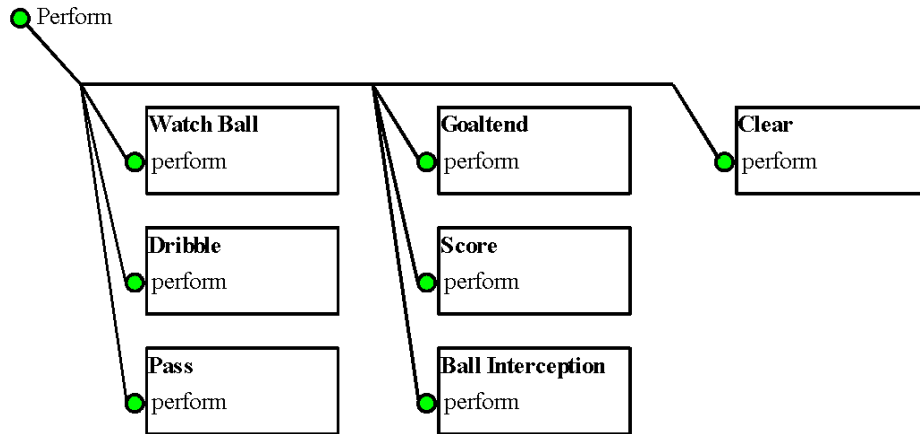 Perform
Watch Ball
perform
Goaltend
perform
Clear
perform
Dribble
perform
Score
perform
Pass
perform
Ball Interception
perform